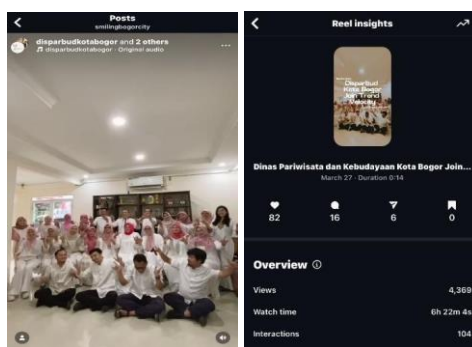 Posts
smilingbogorcity
disparbudkotabogor and 2 others
disparbudkotabogor · Original audio
Reel insights
Disparbud
Kota Bogor
Join Trend
Velocity
Dinas Pariwisata dan Kebudayaan Kota Bogor Join...
March 27 · Duration 0:14
82
16
6
0
Overview
Views
4,369
Watch time
6h 22m 4s
Interactions
104